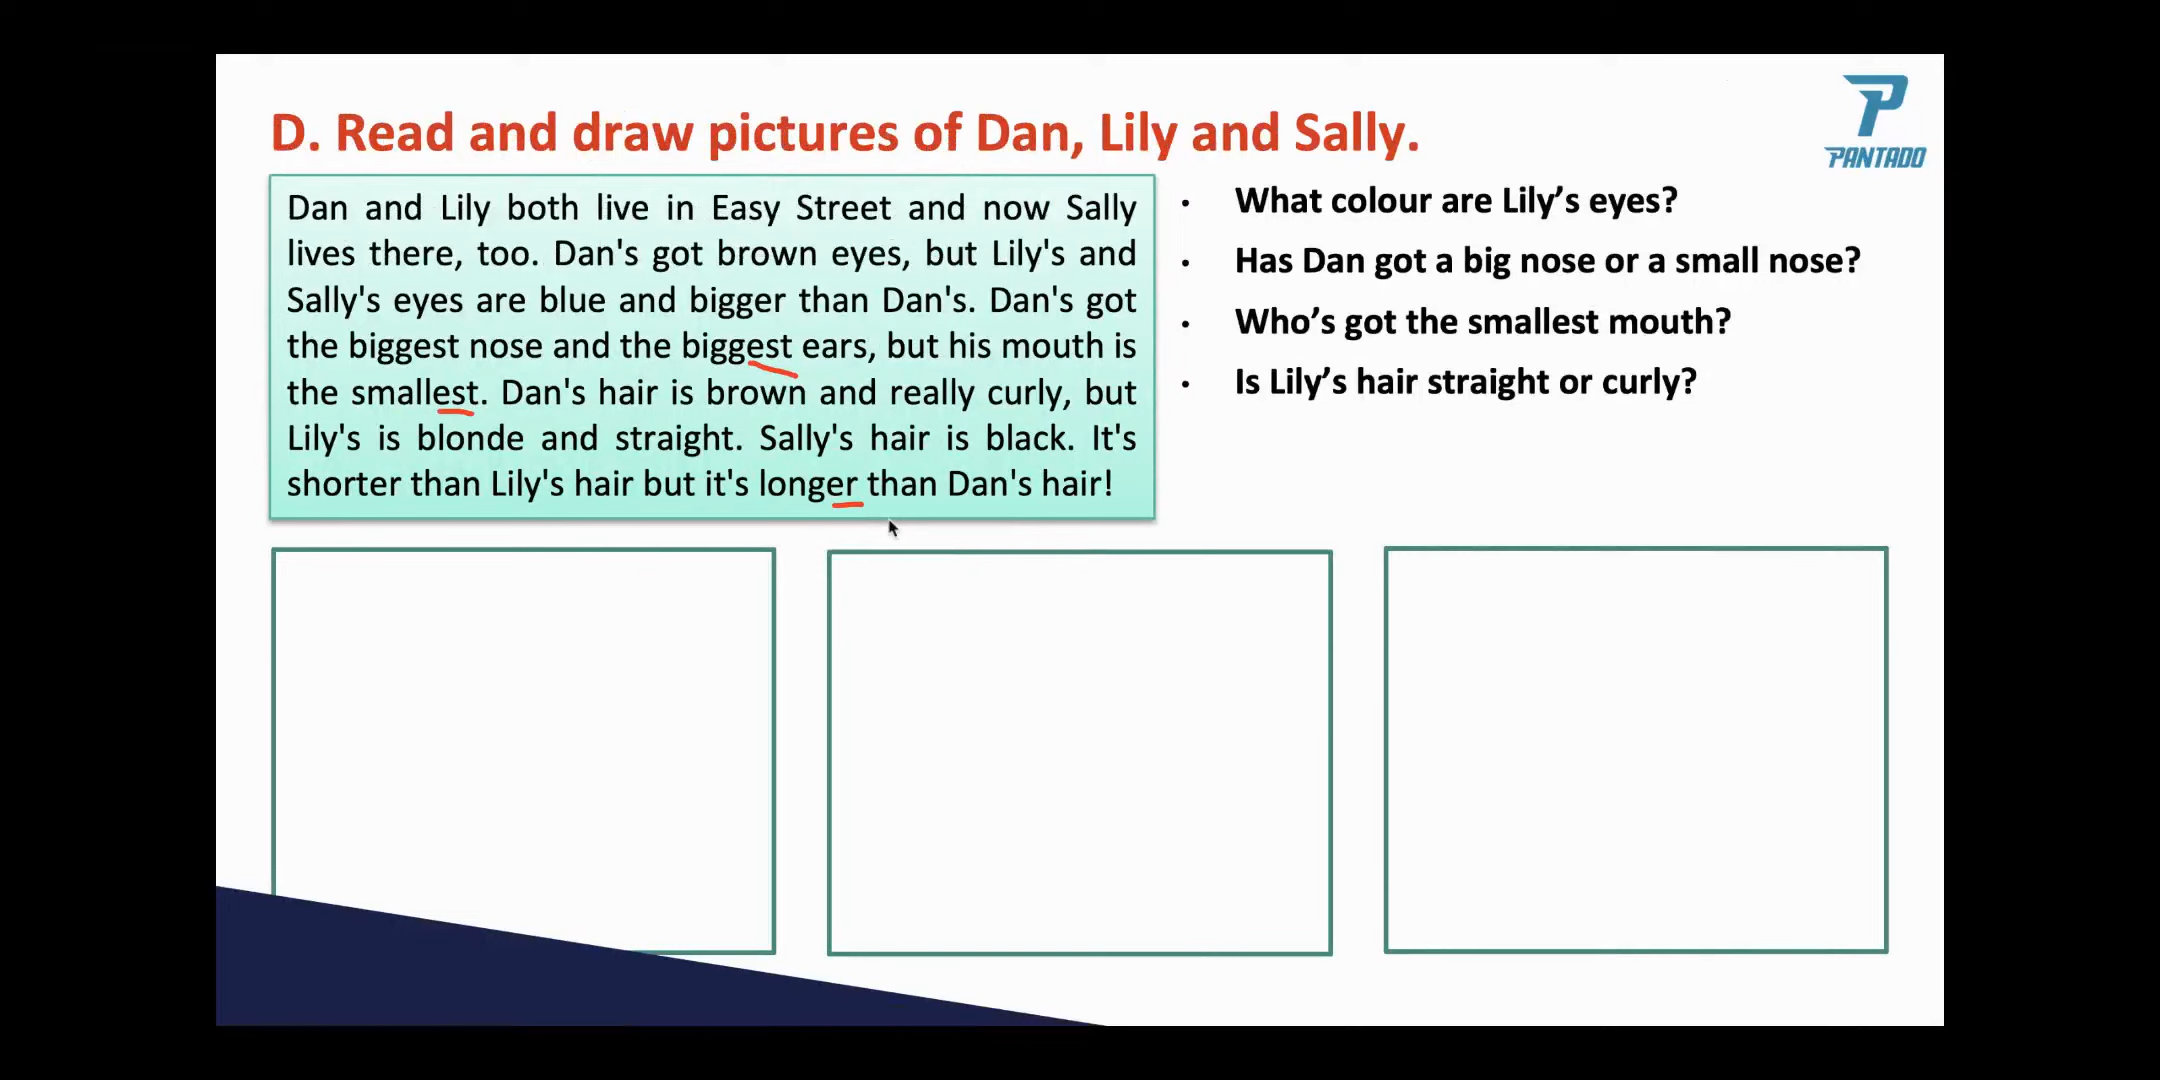 D. Read and draw pictures of Dan, Lily and Sally.
PANTADO
Dan and Lily both live in Easy Street and now Sally
lives there, too. Dan's got brown eyes, but Lily's and
Sally's eyes are blue and bigger than Dan's. Dan's got
the biggest nose and the biggest ears, but his mouth is
the smallest. Dan's hair is brown and really curly, but
Lily's is blonde and straight. Sally's hair is black. It's
shorter than Lily's hair but it's longer than Dan's hair!
• What colour are Lily’s eyes?
• Has Dan got a big nose or a small nose?
• Who’s got the smallest mouth?
• Is Lily’s hair straight or curly?